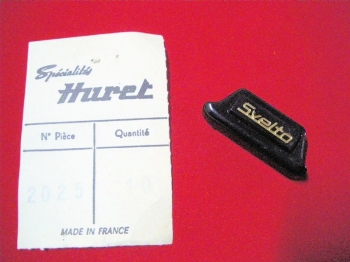 Spécialités
Huret
N° Pièce
Quantité
2025
10
MADE IN FRANCE
Svelto